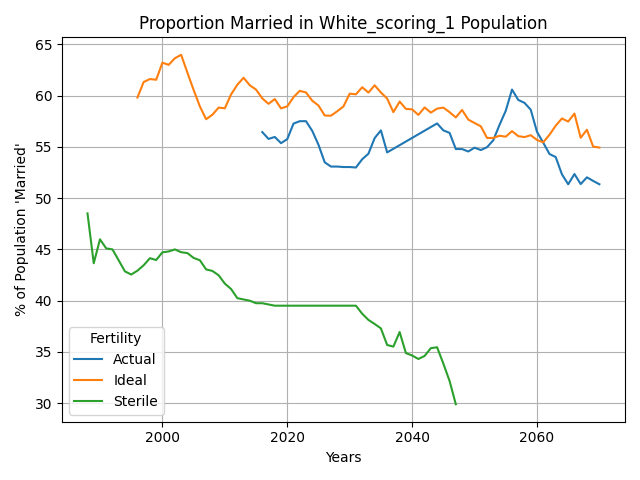 Proportion Married in White_scoring_1 Population
% of Population 'Married'
65
60
55
50
45
40
35
30
Fertility
Actual
Ideal
Sterile
2000 2020 2040 2060
Years